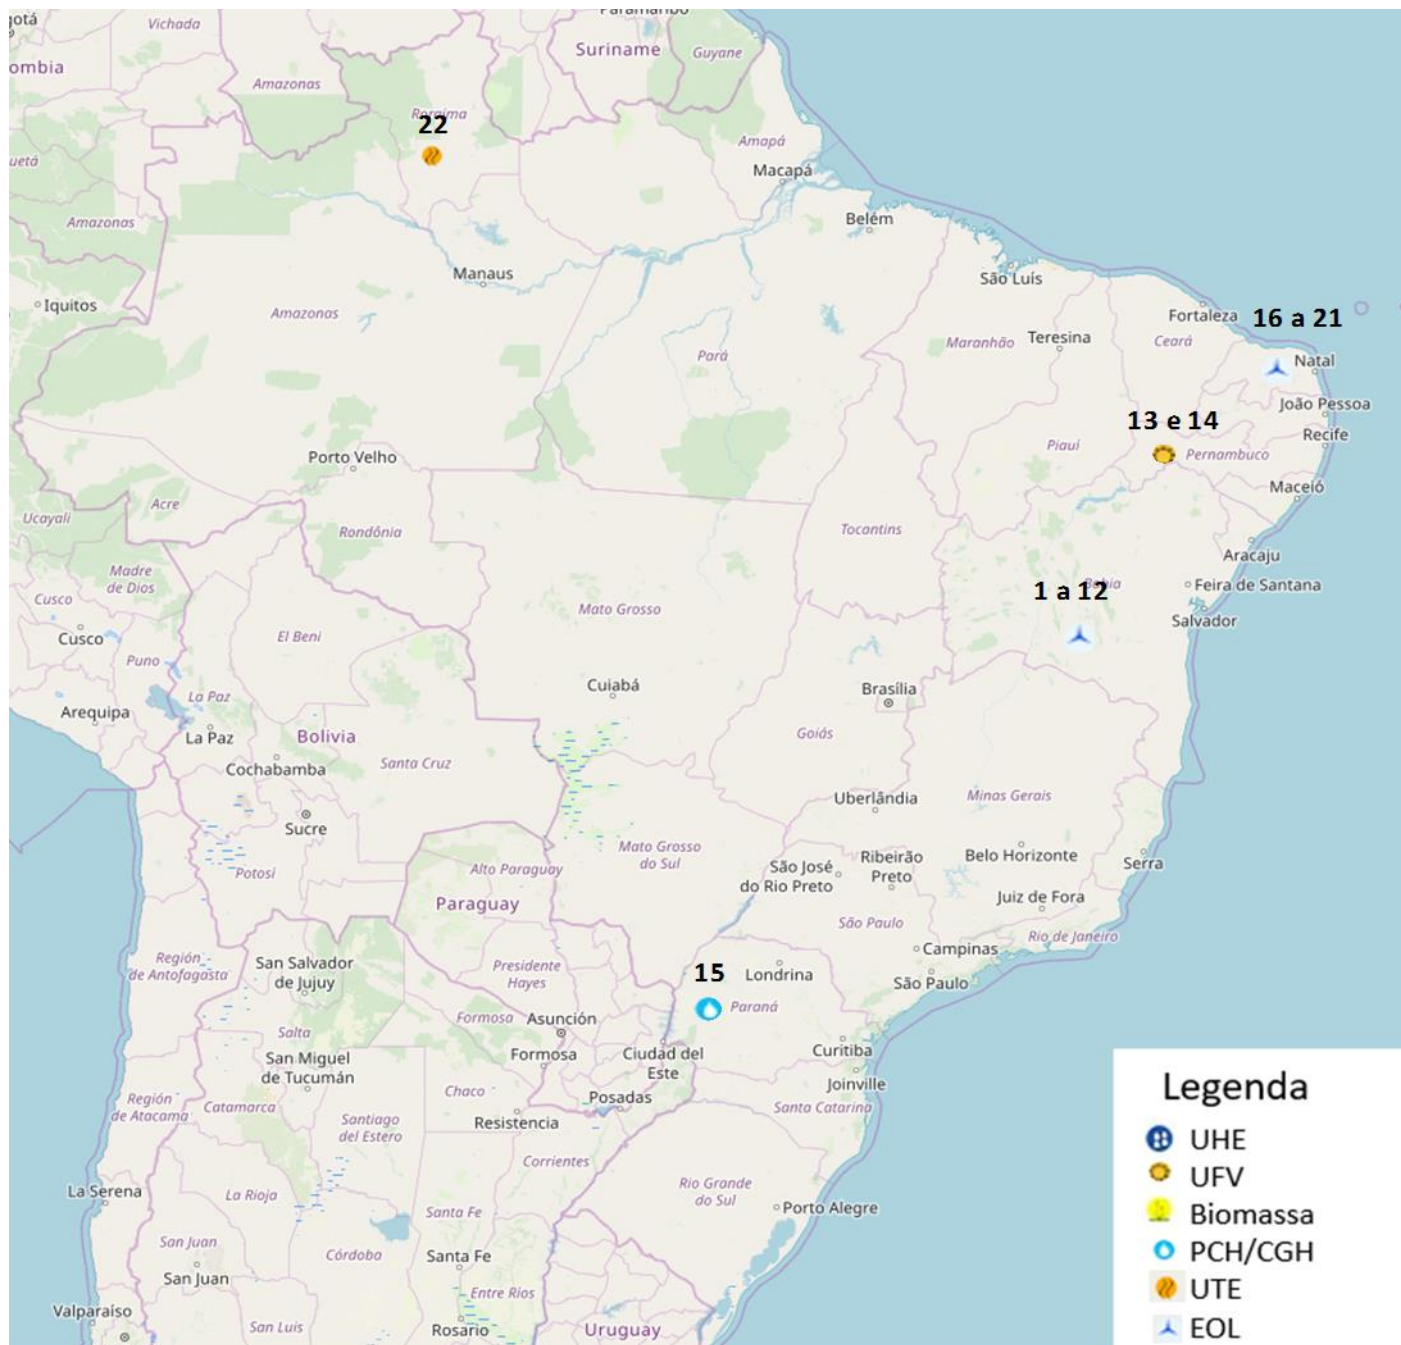 Paramaribo
Vichada
Suriname
Guyane
ombia
Amazonas
Roraima
22
Amapá
Macapá
Amazonas
Belém
Manaus
São Luís
Iquitos
Amazonas
Fortaleza
16 a 21
Maranhão
Teresina
Ceará
Pará
Natal
João Pessoa
13 e 14
Recife
Piauí
Pernambuco
Porto Velho
Maceió
Acre
Ucayali
Rondônia
Tocantins
Aracaju
Madre
de Dios
Bahia
Feira de Santana
1 a 12
Cusco
Mato Grosso
Salvador
Cusco
El Beni
Puno
Cuiabá
Brasília
La Paz
Arequipa
La Paz
Bolivia
Goiás
Santa Cruz
Cochabamba
Uberlândia
Minas Gerais
Sucre
Mato Grosso
do Sul
Belo Horizonte
Ribeirão
Preto
São José
do Rio Preto
Serra
Potosí
Alto Paraguay
Paraguay
Juiz de Fora
São Paulo
Rio de Janeiro
Campinas
Región
de Antofagasta
San Salvador
de Jujuy
Presidente
Hayes
15
Londrina
São Paulo
Paraná
Formosa
Asunción
Salta
Curitiba
Formosa
Ciudad del
Este
San Miguel
de Tucumán
Joinville
Chaco
Posadas
Región
de Atacama
Catamarca
Santiago
del Estero
Resistencia
Santa Catarina
Corrientes
La Serena
La Rioja
Rio Grande
do Sul
Santa Fe
Porto Alegre
San Juan
Córdoba
Santa Fe
San Juan
Entre Ríos
Valparaíso
San Luis
Rosario
Uruguay
Legenda
UHE
UFV
Biomassa
PCH/CGH
UTE
EOL